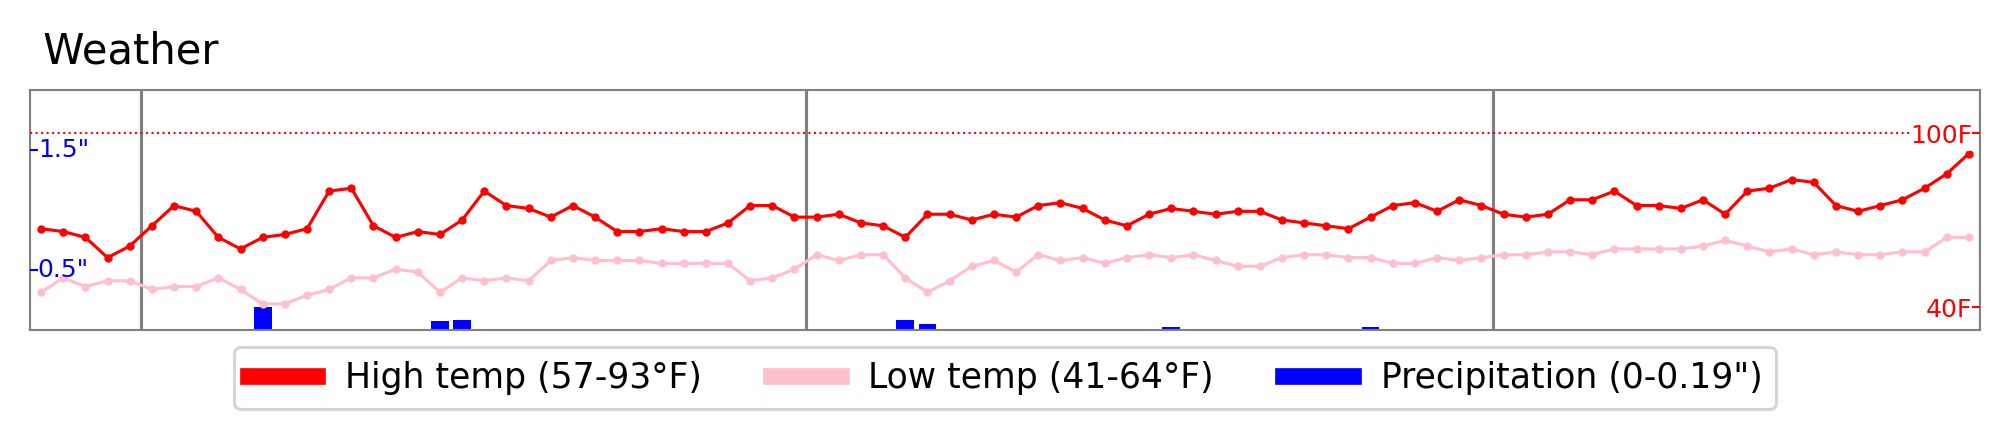 Weather
1.5"
100F
0.5"
40F
High temp (57-93°F) Low temp (41-64°F) Precipitation (0-0.19")